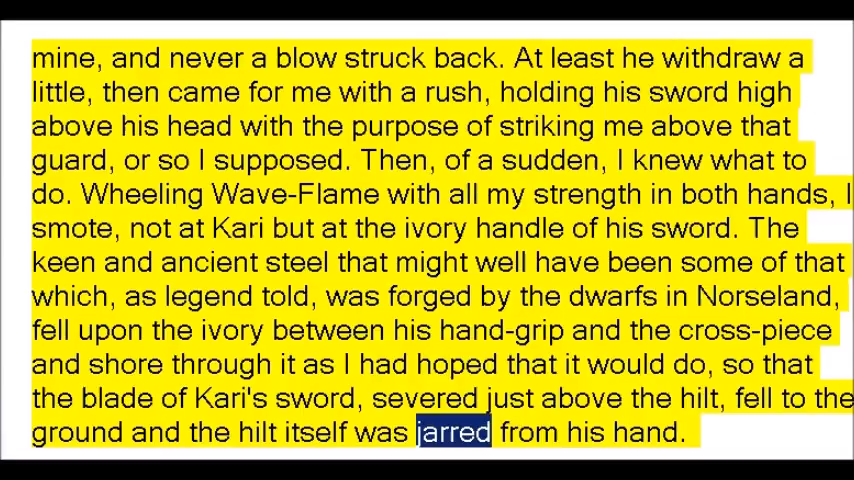 mine, and never a blow struck back. At least he withdraw a
little, then came for me with a rush, holding his sword high
above his head with the purpose of striking me above that
guard, or so I supposed. Then, of a sudden, I knew what to
do. Wheeling Wave-Flame with all my strength in both hands, I
smote, not at Kari but at the ivory handle of his sword. The
keen and ancient steel that might well have been some of that
which, as legend told, was forged by the dwarfs in Norseland,
fell upon the ivory between his hand-grip and the cross-piece
and shore through it as I had hoped that it would do, so that
the blade of Kari's sword, severed just above the hilt, fell to the
ground and the hilt itself was jarred from his hand.